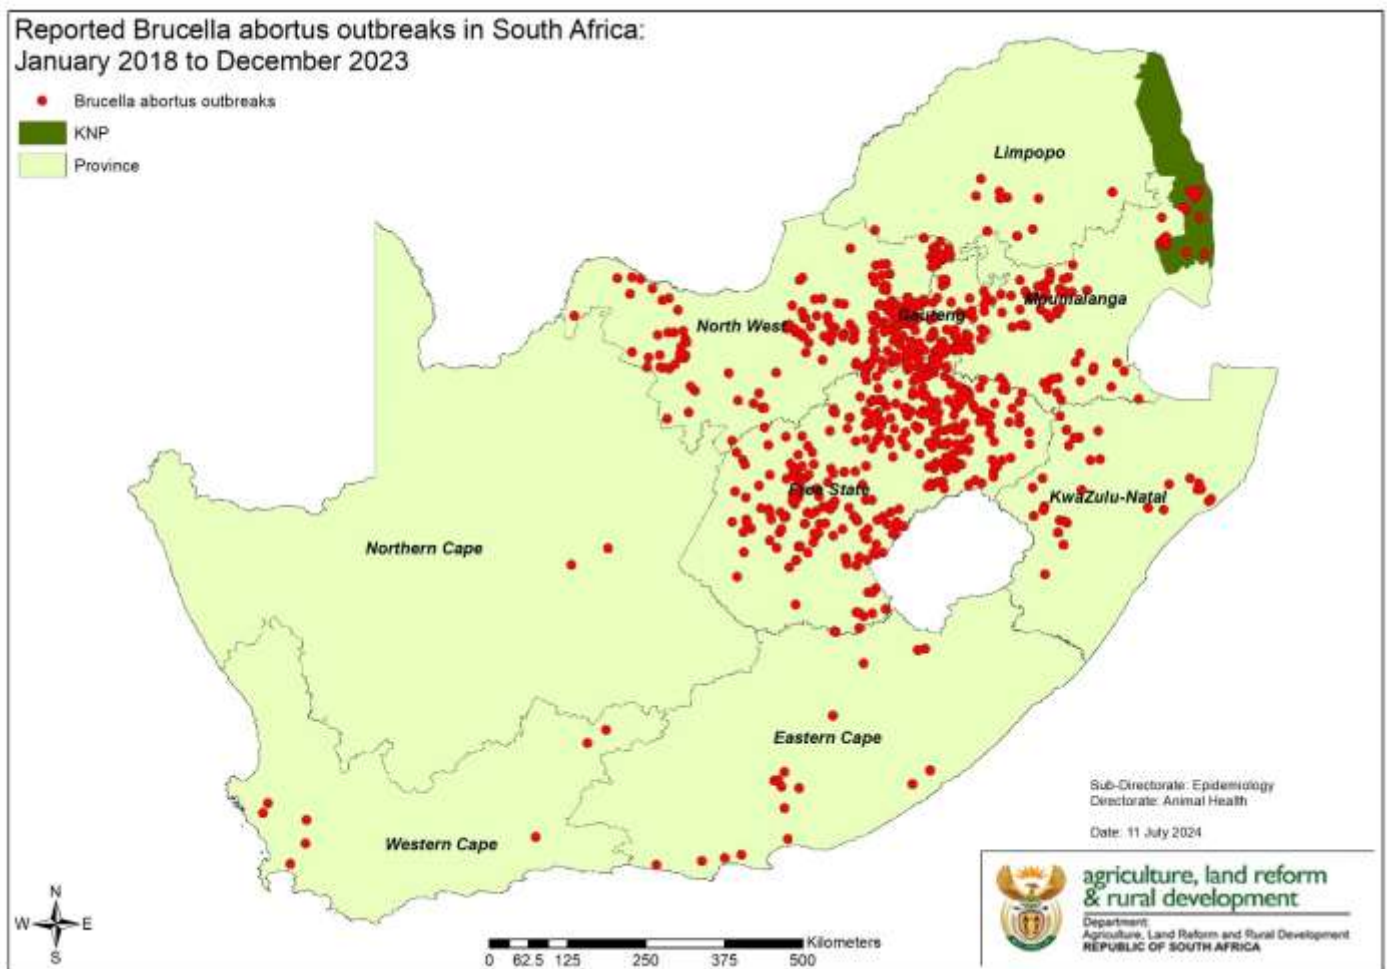 Reported Brucella abortus outbreaks in South Africa:
January 2018 to December 2023
Brucella abortus outbreaks
KNP
Province
Limpopo
Mpumalanga
Gauteng
North West
Free State
KwaZulu-Natal
Northern Cape
Eastern Cape
Western Cape
Sub-Directorate: Epidemiology
Directorate: Animal Health
Date: 11 July 2024
agriculture, land reform
& rural development
Department:
Agriculture, Land Reform and Rural Development
REPUBLIC OF SOUTH AFRICA
N
W E
S
Kilometers
0 62.5 125 250 375 500